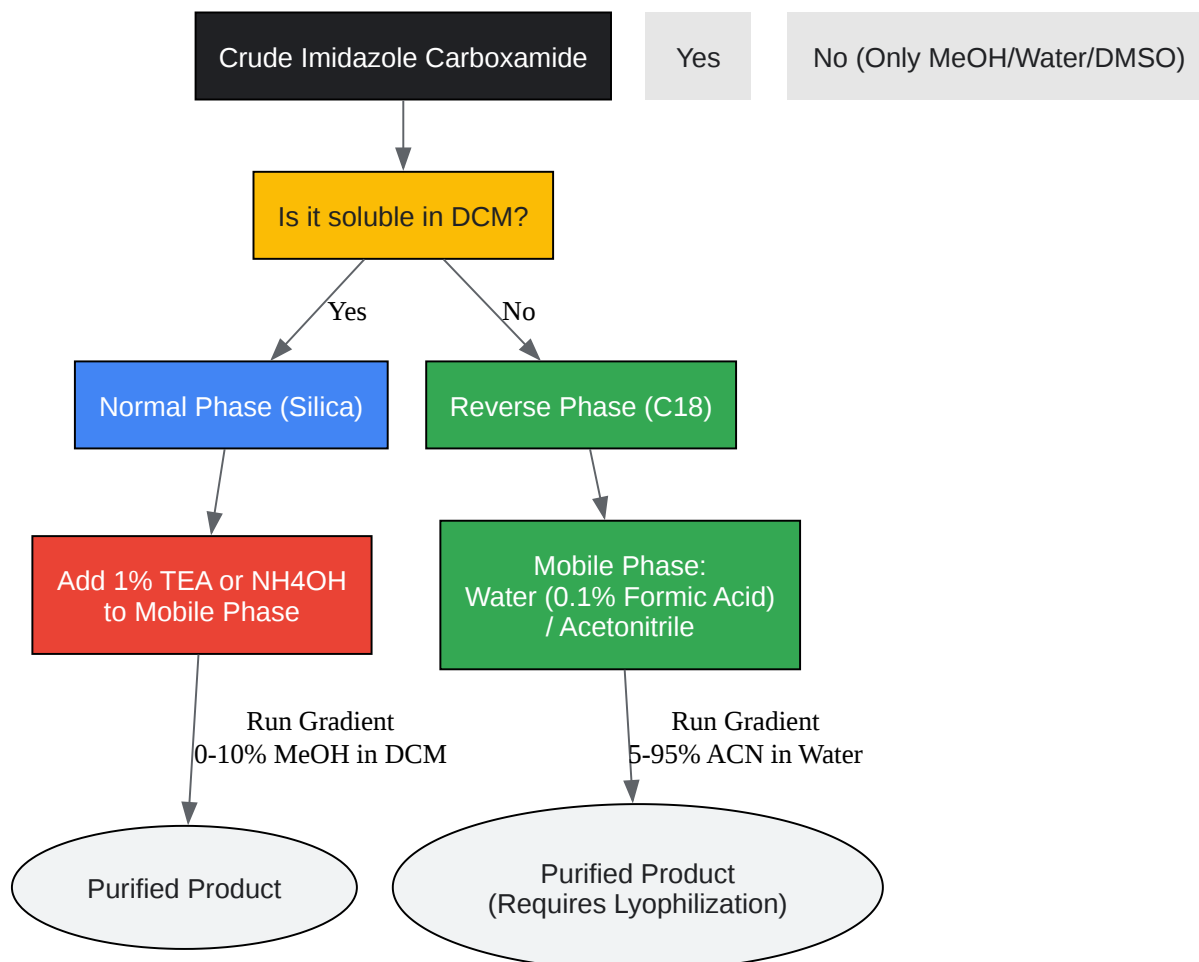 Crude Imidazole Carboxamide
Yes
No (Only MeOH/Water/DMSO)
Is it soluble in DCM?
Yes
No
Normal Phase (Silica)
Reverse Phase (C18)
Add 1% TEA or NH4OH
to Mobile Phase
Mobile Phase:
Water (0.1% Formic Acid)
/ Acetonitrile
Run Gradient
0-10% MeOH in DCM
Run Gradient
5-95% ACN in Water
Purified Product
Purified Product
(Requires Lyophilization)